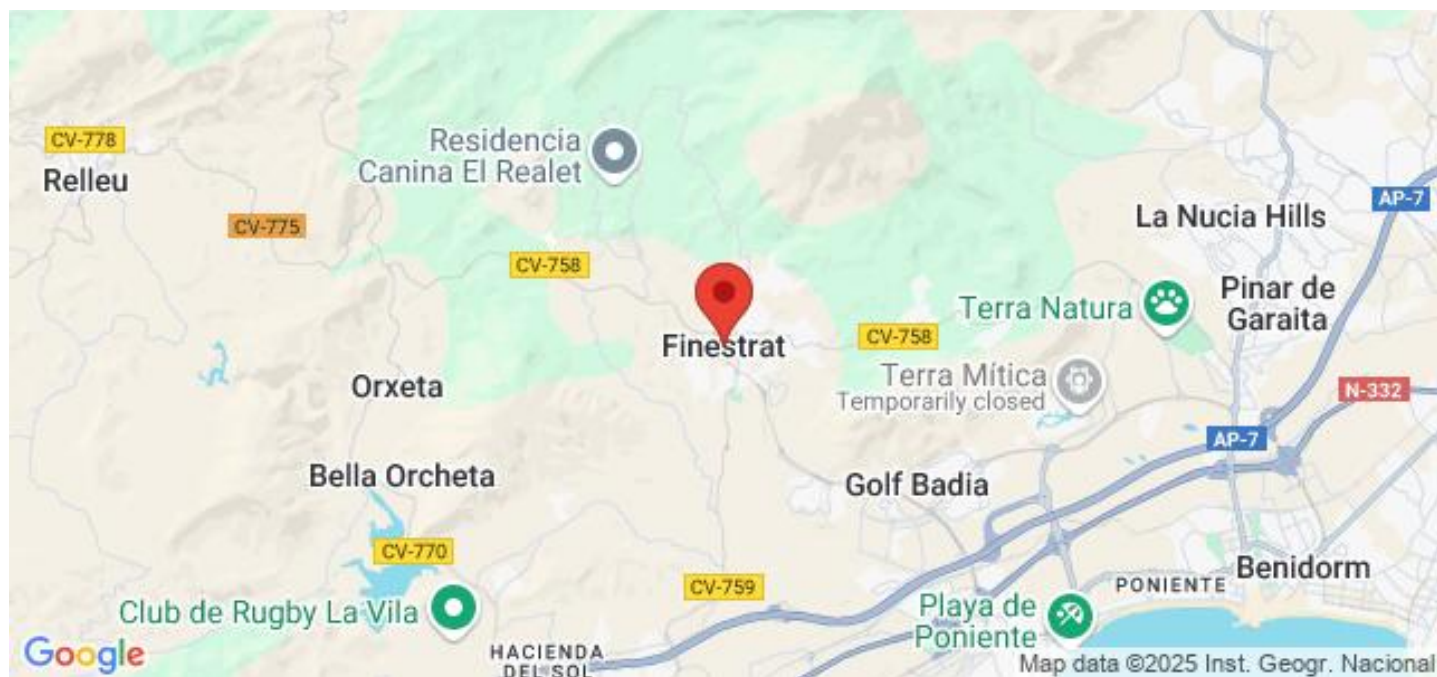 CV-778
Relleu
Residencia
Canina El Realet
CV-775
CV-758
AP-7
La Nucia Hills
Pinar de
Garaita
Terra Natura
Finestrat
CV-758
Terra Mítica
Temporarily closed
Orxeta
N-332
AP-7
Bella Orcheta
Golf Badia
CV-770
CV-759
Benidorm
PONIENTE
Club de Rugby La Vila
Playa de
Poniente
HACIENDA
DEL SOL
Google
Map data ©2025 Inst. Geogr. Nacional